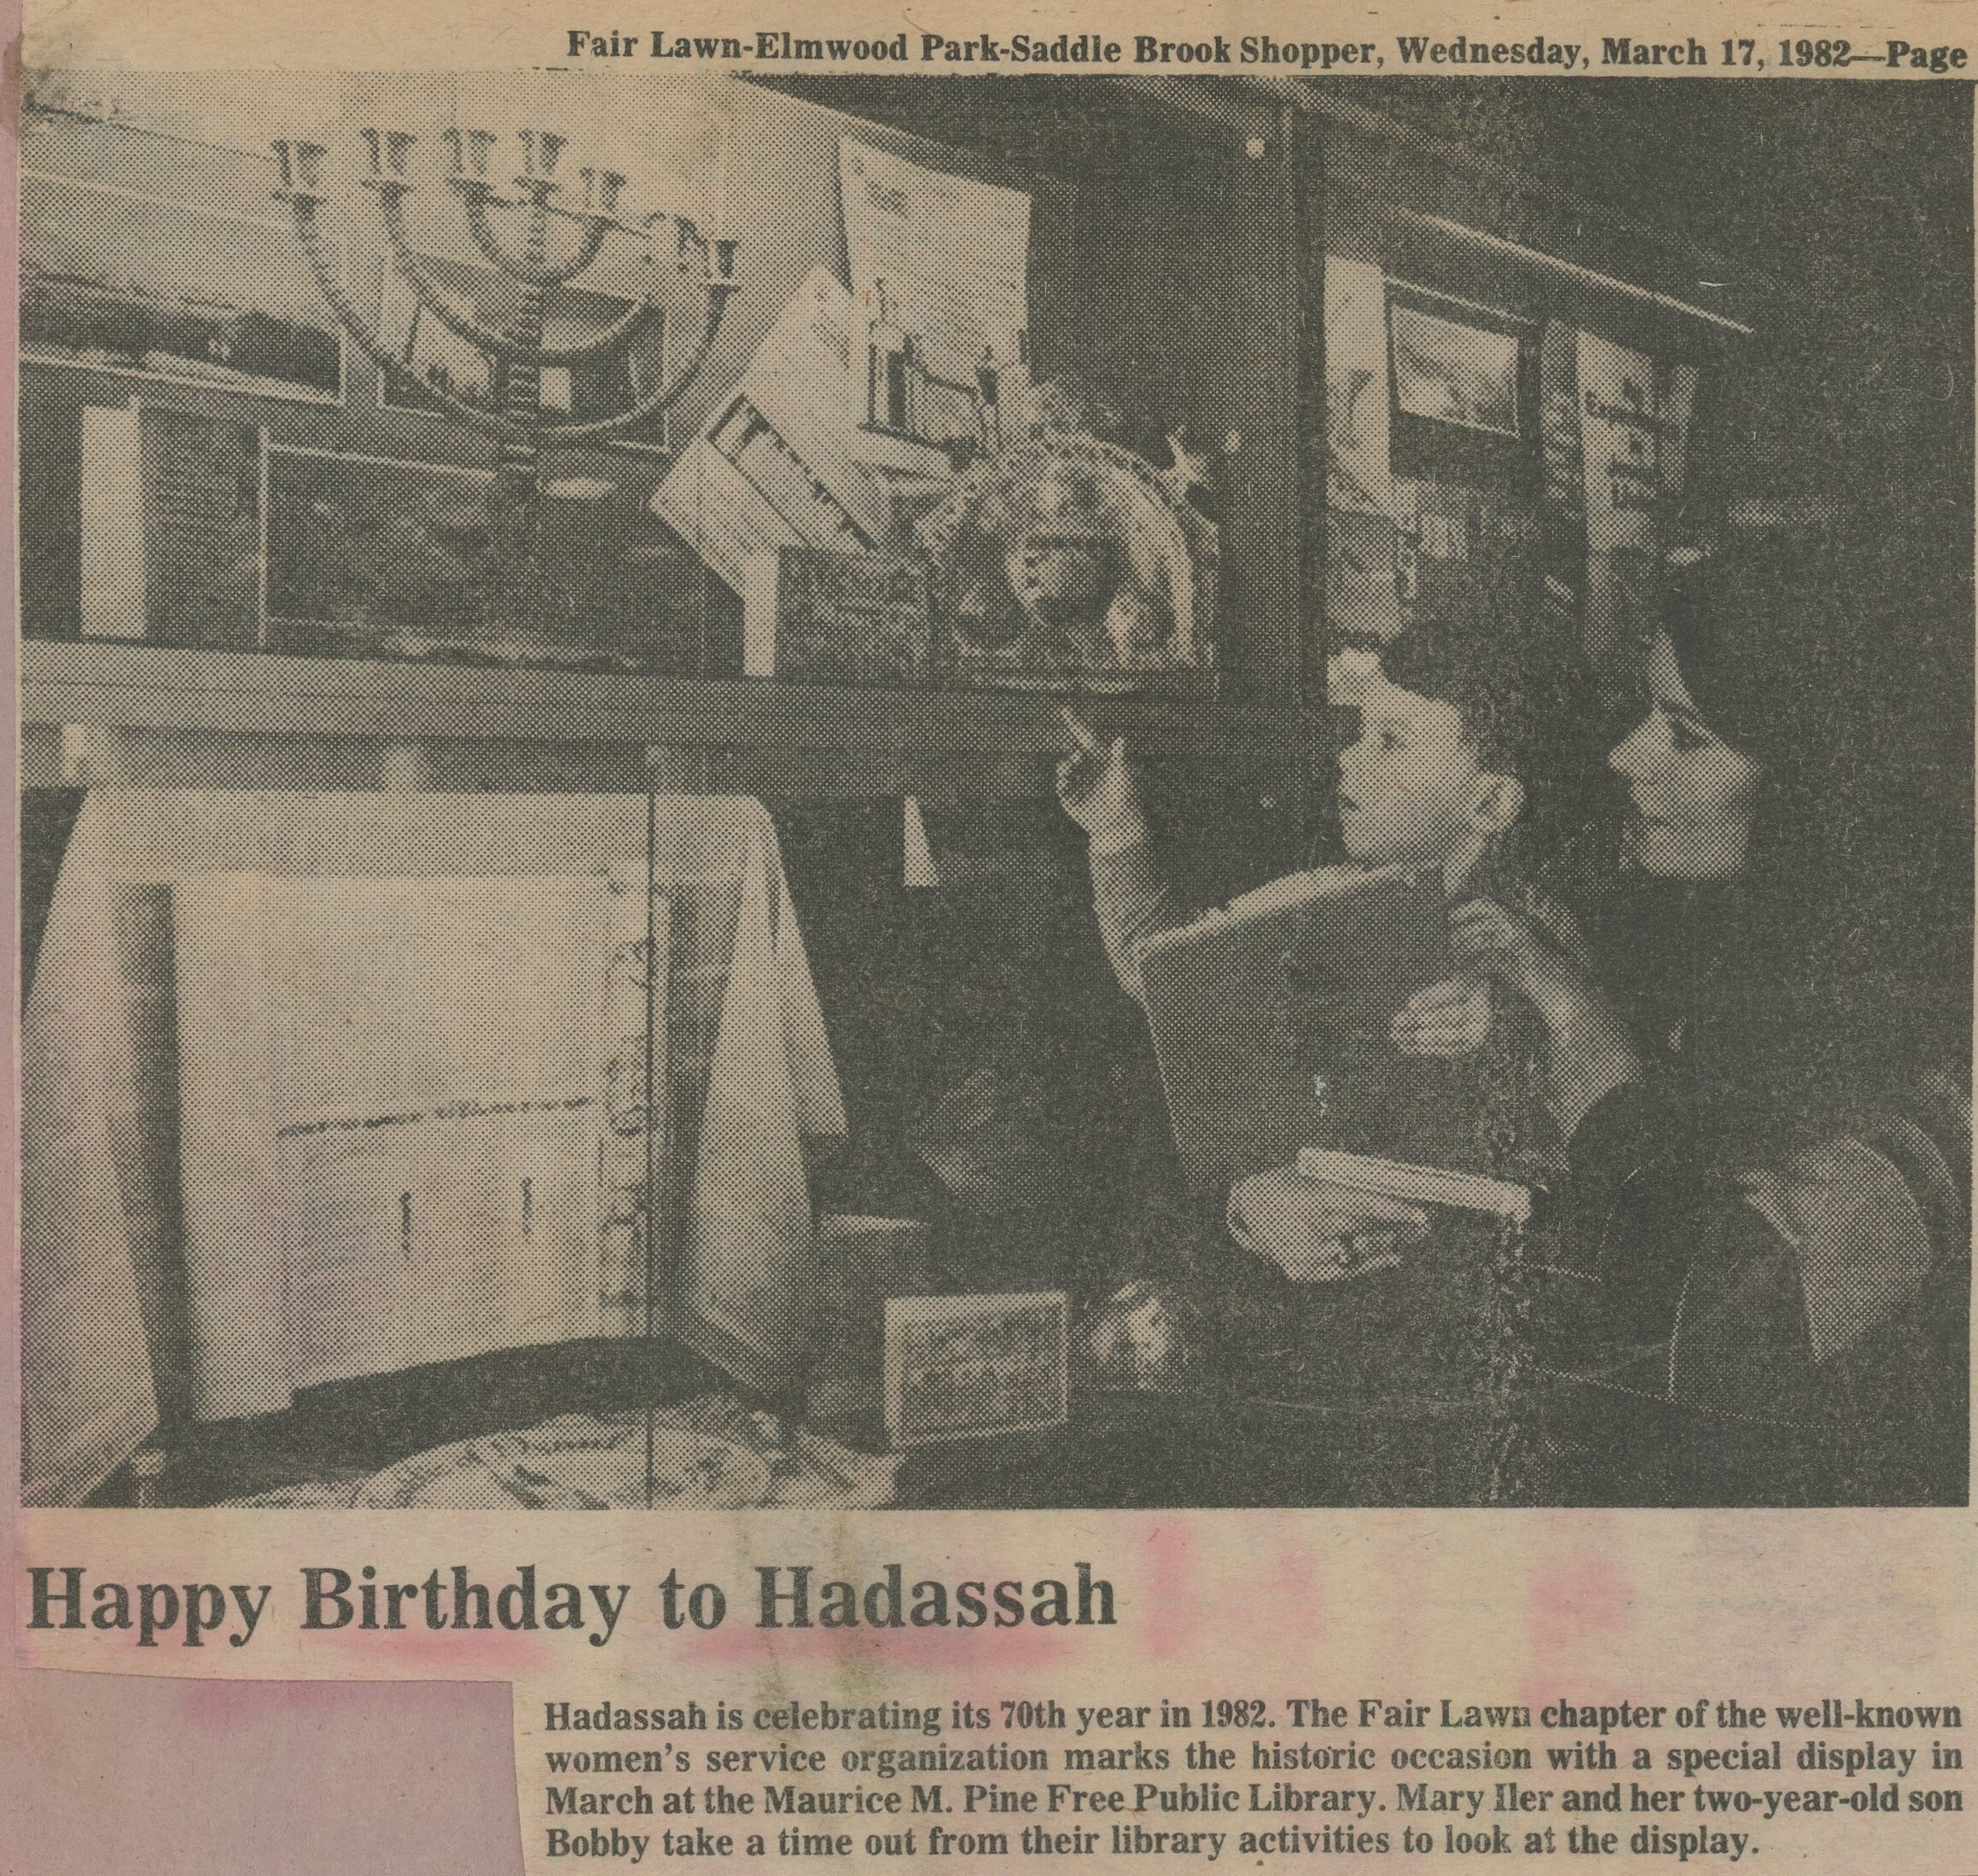 Fair Lawn-Elmwood Park-Saddle Brook Shopper, Wednesday, March 17, 1982—Page
Happy Birthday to Hadassah
Hadassah is celebrating its 70th year in 1982. The Fair Lawn chapter of the well-known
women's service organization marks the historic occasion with a special display in
March at the Maurice M. Pine Free Public Library. Mary Iler and her two-year-old son
Bobby take a time out from their library activities to look at the display.